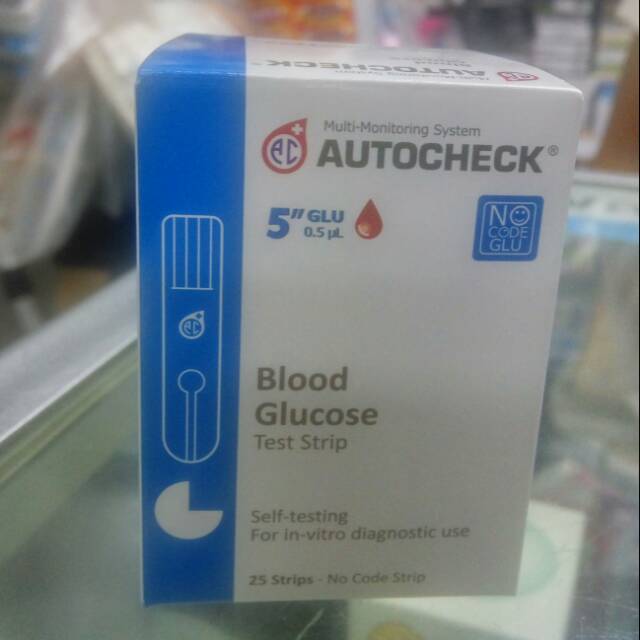 AUTOCHECK
Multi-Monitoring System
AC AUTOCHECK®
5" GLU
0.5 µL
NO
CODE
GLU
Blood
Glucose
Test Strip
Self-testing
For in-vitro diagnostic use
25 Strips - No Code Strip